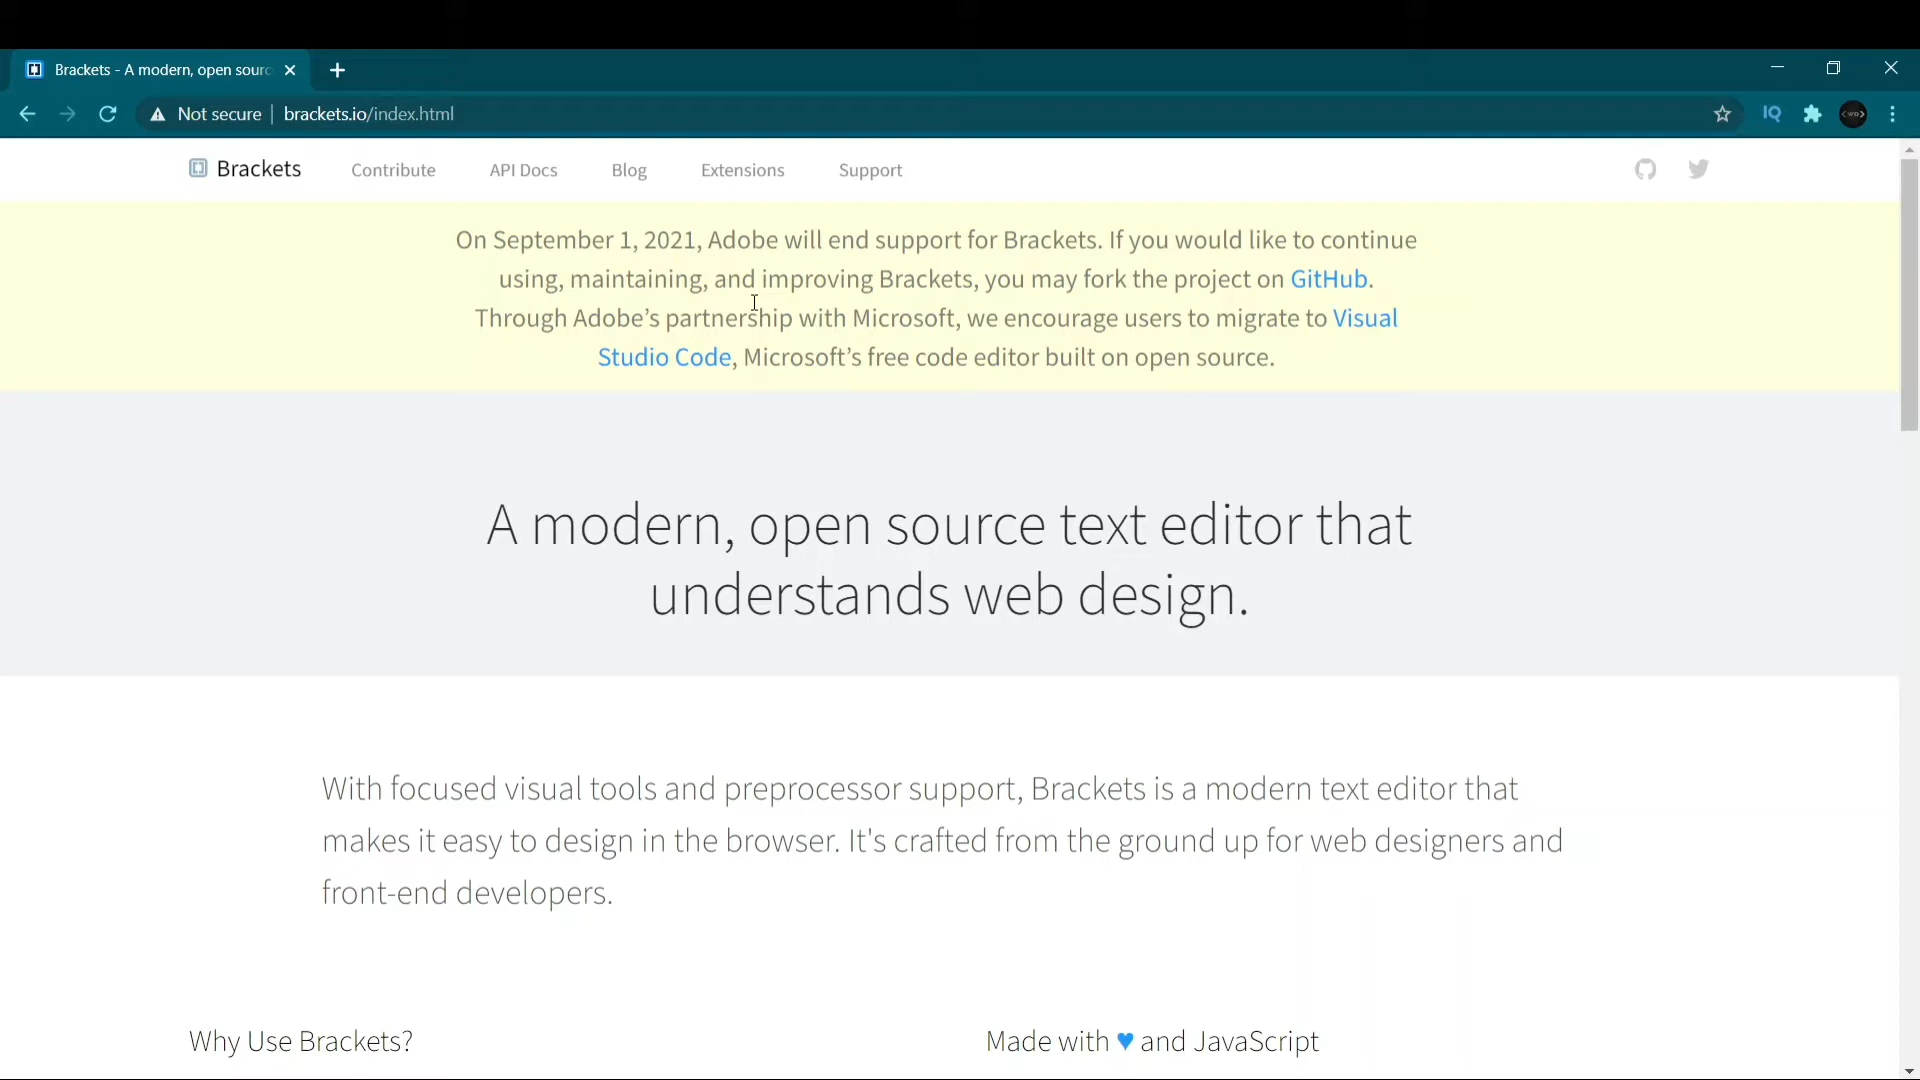 Brackets - A modern, open sourc
Not secure | brackets.io/index.html
IQ
Brackets Contribute API Docs Blog Extensions Support
On September 1, 2021, Adobe will end support for Brackets. If you would like to continue
using, maintaining, and improving Brackets, you may fork the project on GitHub.
Through Adobe’s partnership with Microsoft, we encourage users to migrate to Visual
Studio Code, Microsoft’s free code editor built on open source.
A modern, open source text editor that
understands web design.
With focused visual tools and preprocessor support, Brackets is a modern text editor that
makes it easy to design in the browser. It's crafted from the ground up for web designers and
front-end developers.
Why Use Brackets?
Made with ♥ and JavaScript